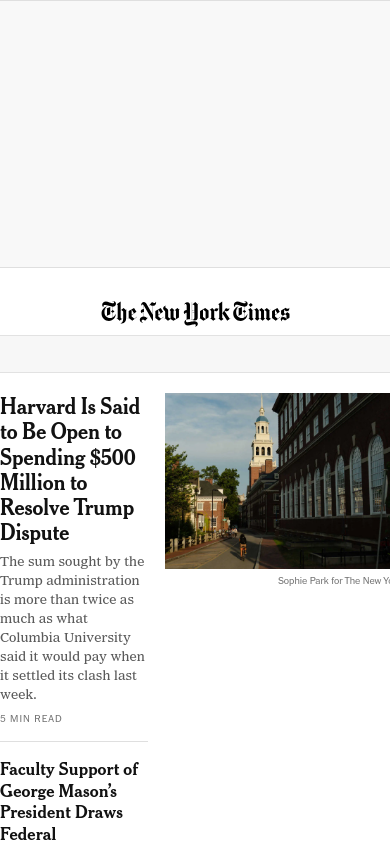 The New York Times
Harvard Is Said
to Be Open to
Spending $500
Million to
Resolve Trump
Dispute
The sum sought by the
Trump administration
is more than twice as
much as what
Columbia University
said it would pay when
it settled its clash last
week.
5 MIN READ
Sophie Park for The New Yo
Faculty Support of
George Mason’s
President Draws
Federal